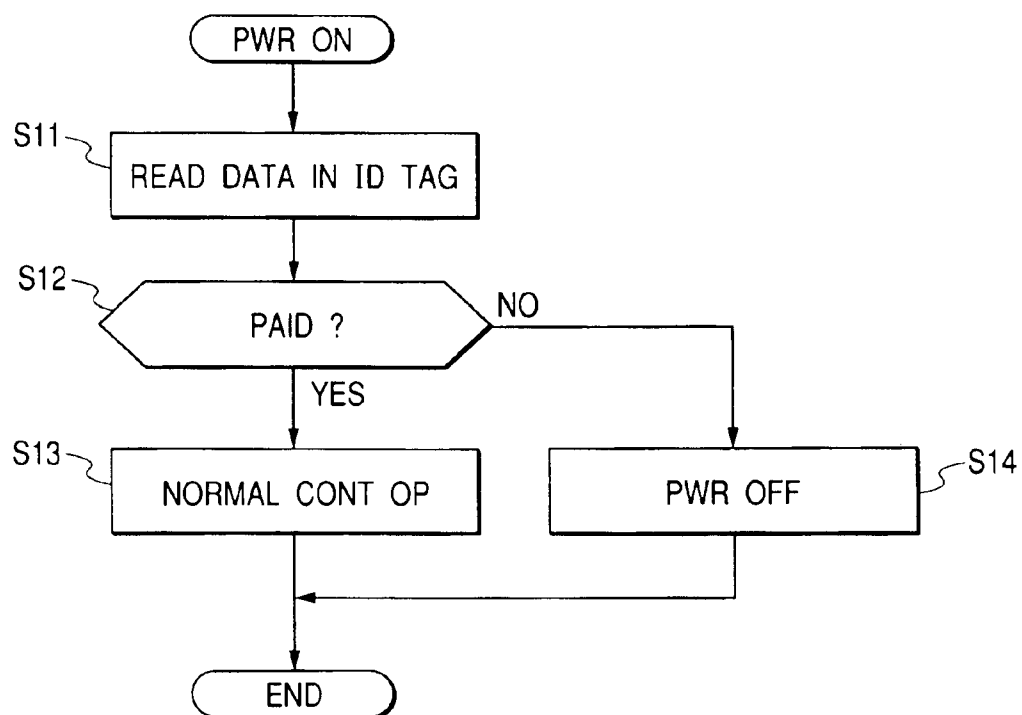 PWR ON
S11
READ DATA IN ID TAG
S12
PAID ?
NO
YES
S13
NORMAL CONT OP
PWR OFF
S14
END